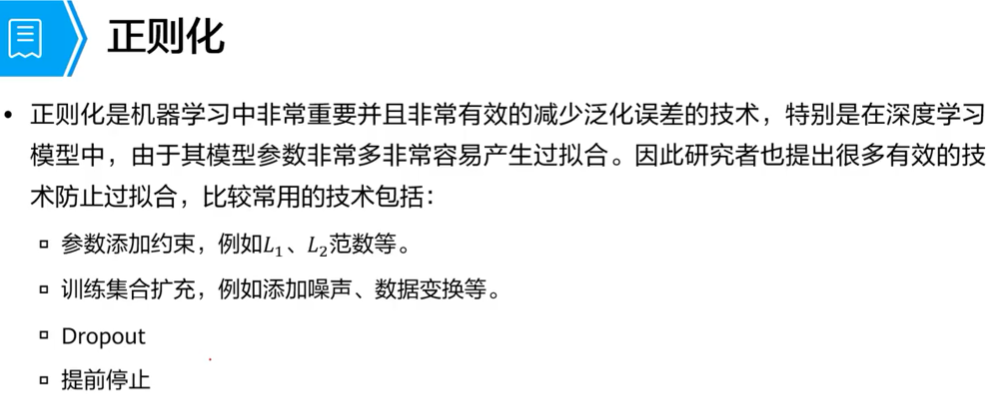 正则化
• 正则化是机器学习中非常重要并且非常有效的减少泛化误差的技术，特别是在深度学习
模型中，由于其模型参数非常多非常容易产生过拟合。因此研究者也提出很多有效的技
术防止过拟合，比较常用的技术包括：
▫ 参数添加约束，例如L₁、L₂范数等。
▫ 训练集合扩充，例如添加噪声、数据变换等。
▫ Dropout
▫ 提前停止